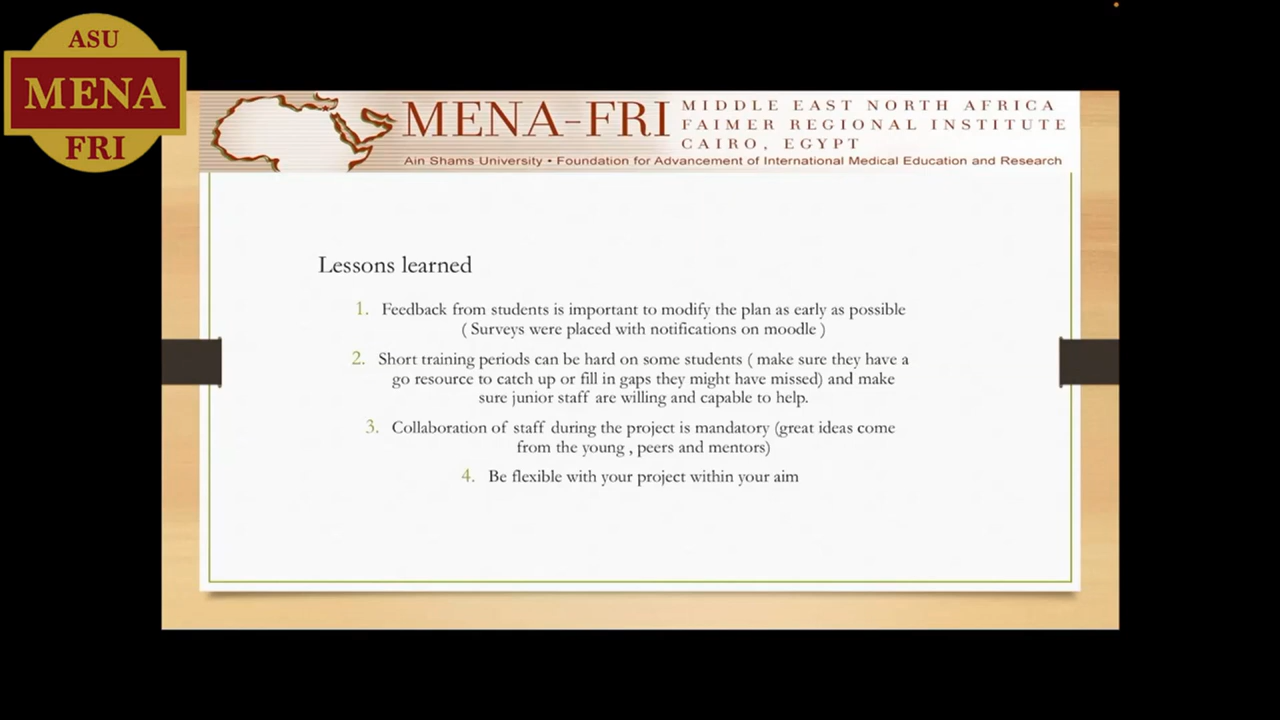 ASU
MENA
FRI
MENA-FRI
MIDDLE EAST NORTH AFRICA
FAIMER REGIONAL INSTITUTE
CAIRO, EGYPT
Ain Shams University • Foundation for Advancement of International Medical Education and Research
Lessons learned
1. Feedback from students is important to modify the plan as early as possible
( Surveys were placed with notifications on moodle )
2. Short training periods can be hard on some students ( make sure they have a
go resource to catch up or fill in gaps they might have missed) and make
sure junior staff are willing and capable to help.
3. Collaboration of staff during the project is mandatory (great ideas come
from the young , peers and mentors)
4. Be flexible with your project within your aim